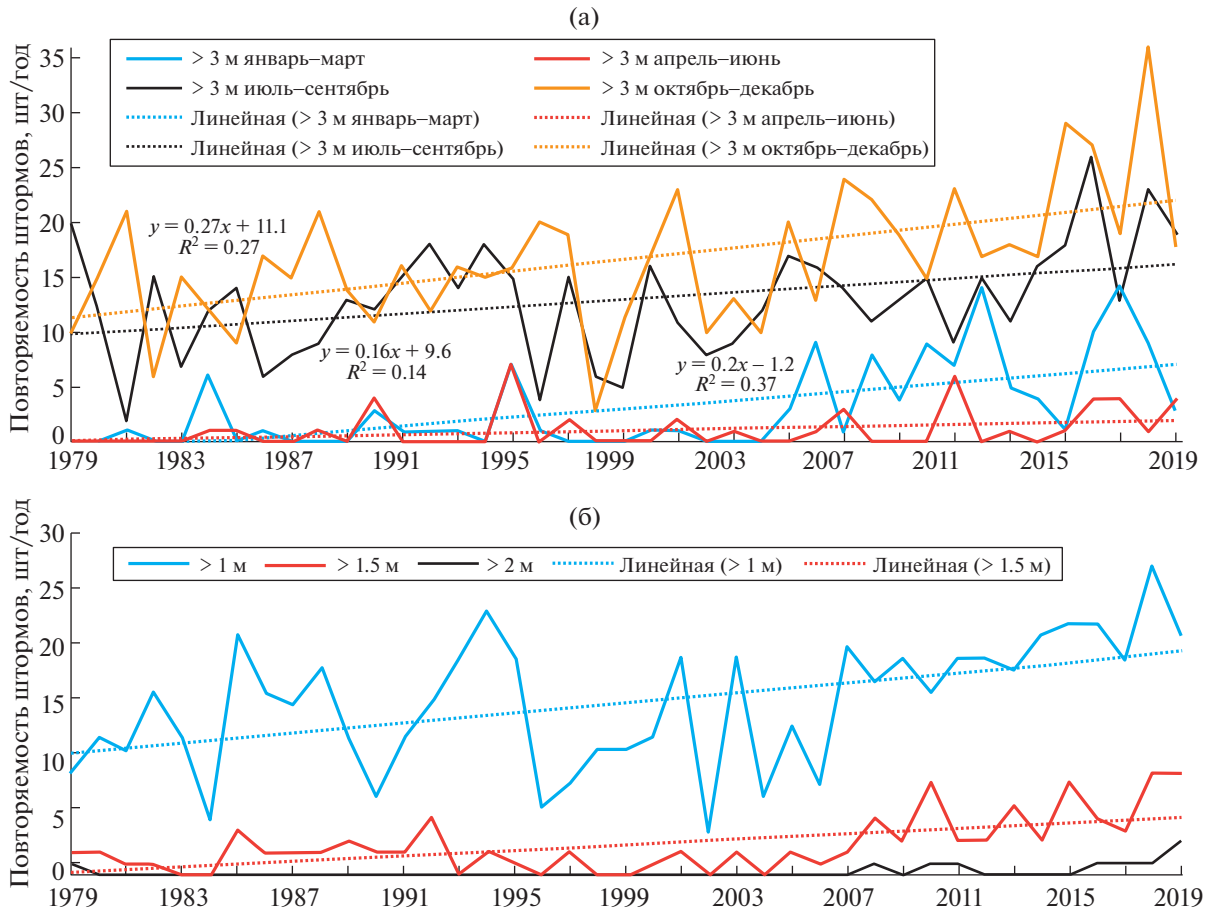 (а)
Повторяемость штормов, шт/год
35
30
25
20
15
10
5
0
> 3 м январь–март
> 3 м апрель–июнь
> 3 м июль–сентябрь
> 3 м октябрь–декабрь
Линейная (> 3 м январь–март)
Линейная (> 3 м апрель–июнь)
Линейная (> 3 м июль–сентябрь)
Линейная (> 3 м октябрь–декабрь)
y = 0.27x + 11.1
R² = 0.27
y = 0.16x + 9.6
R² = 0.14
y = 0.2x – 1.2
R² = 0.37
1979 1983 1987 1991 1995 1999 2003 2007 2011 2015 2019
(б)
Повторяемость штормов, шт/год
30
25
20
15
10
5
0
> 1 м
> 1.5 м
> 2 м
Линейная (> 1 м)
Линейная (> 1.5 м)
1979 1983 1987 1991 1995 1999 2003 2007 2011 2015 2019